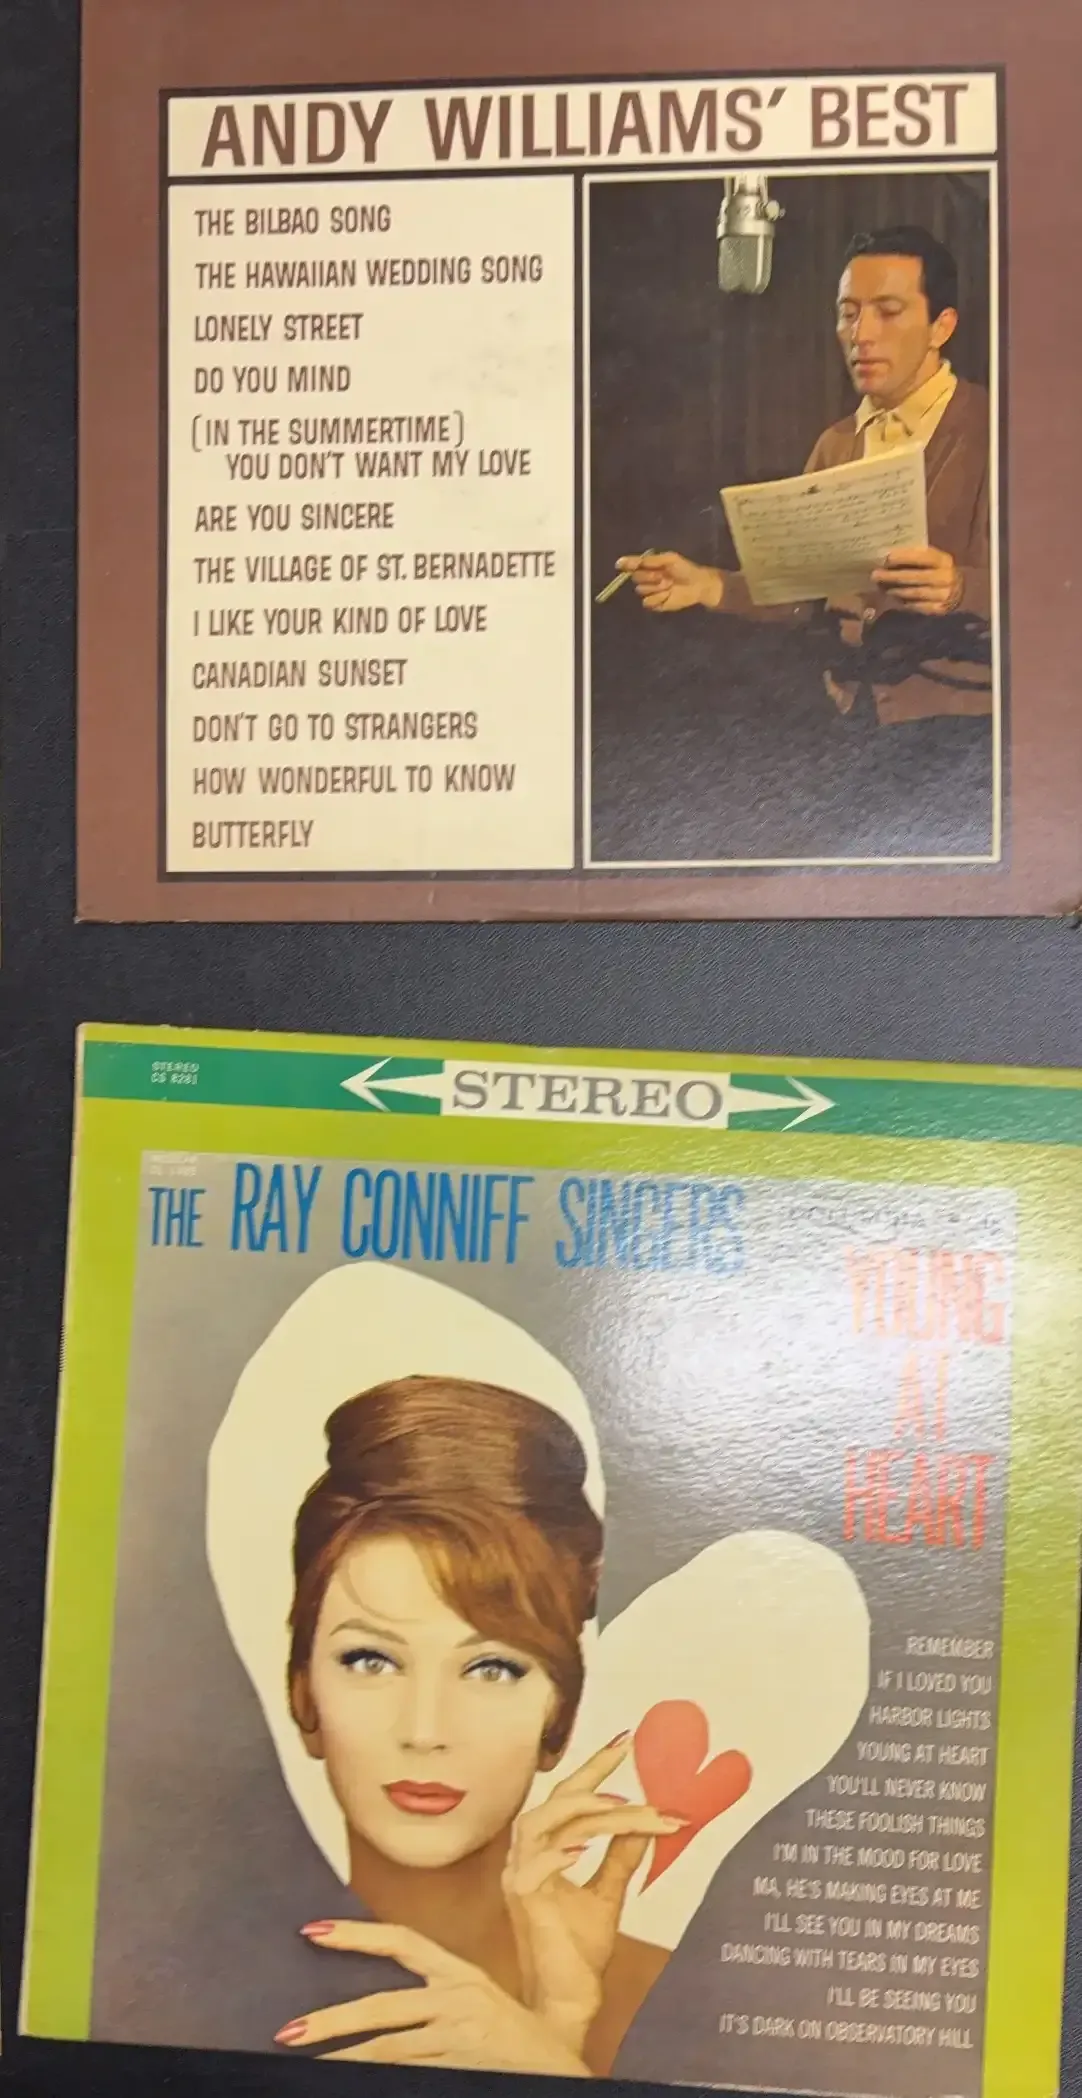 ANDY WILLIAMS' BEST
THE BILBAO SONG
THE HAWAIIAN WEDDING SONG
LONELY STREET
DO YOU MIND
(IN THE SUMMERTIME)
YOU DON'T WANT MY LOVE
ARE YOU SINCERE
THE VILLAGE OF ST. BERNADETTE
I LIKE YOUR KIND OF LOVE
CANADIAN SUNSET
DON'T GO TO STRANGERS
HOW WONDERFUL TO KNOW
BUTTERFLY
STEREO
CS 8281
STEREO
THE RAY CONNIFF SINGERS
YOUNG
AT
HEART
REMEMBER
IF I LOVED YOU
HARBOR LIGHTS
YOUNG AT HEART
YOU'LL NEVER KNOW
THESE FOOLISH THINGS
I'M IN THE MOOD FOR LOVE
MA, HE'S MAKING EYES AT ME
I'LL SEE YOU IN MY DREAMS
DANCING WITH TEARS IN MY EYES
I'LL BE SEEING YOU
IT'S DARK ON OBSERVATORY HILL